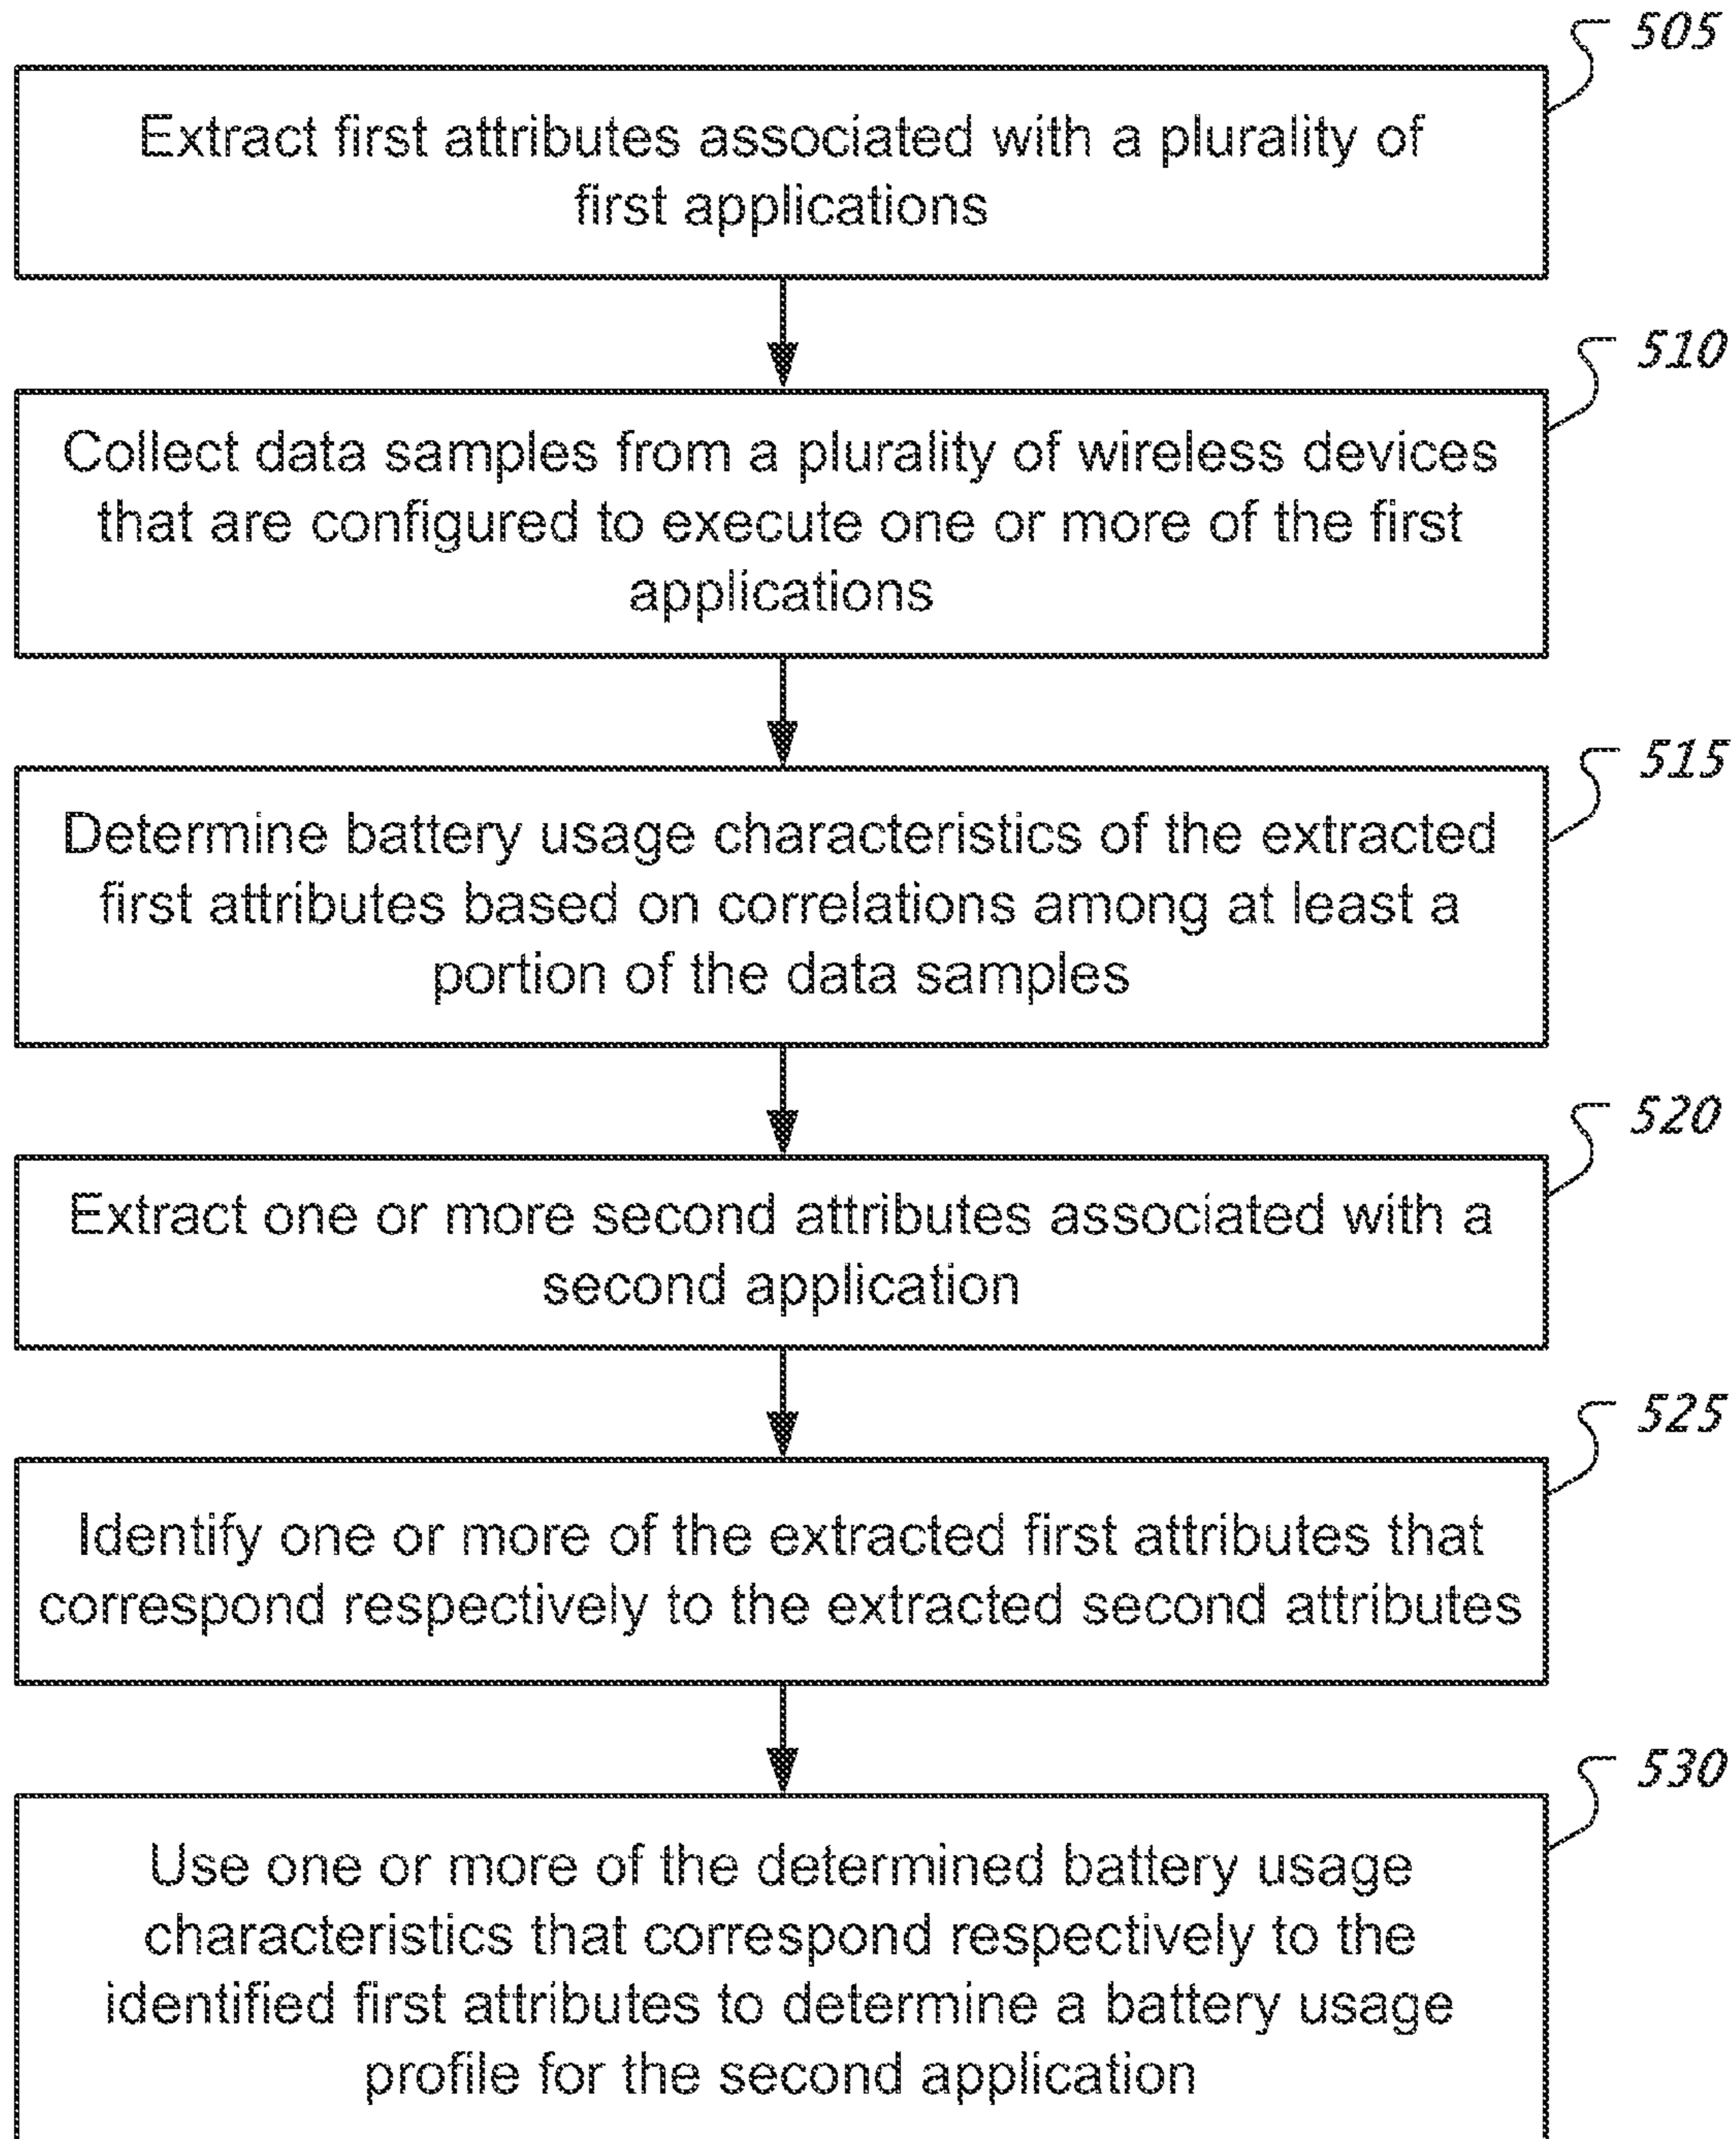 505
Extract first attributes associated with a plurality of
first applications
510
Collect data samples from a plurality of wireless devices
that are configured to execute one or more of the first
applications
515
Determine battery usage characteristics of the extracted
first attributes based on correlations among at least a
portion of the data samples
520
Extract one or more second attributes associated with a
second application
525
Identify one or more of the extracted first attributes that
correspond respectively to the extracted second attributes
530
Use one or more of the determined battery usage
characteristics that correspond respectively to the
identified first attributes to determine a battery usage
profile for the second application